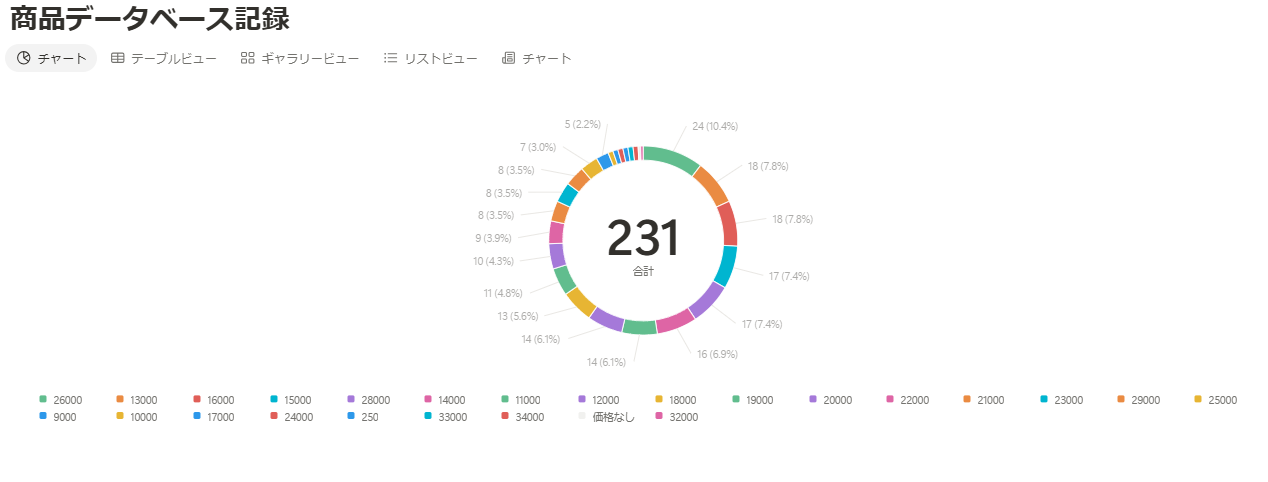 商品データベース記録
チャート テーブルビュー ギャラリービュー リストビュー チャート
5 (2.2%) 24 (10.4%)
7 (3.0%)
18 (7.8%)
8 (3.5%)
8 (3.5%)
8 (3.5%) 18 (7.8%)
231
9 (3.9%)
10 (4.3%)
合計
17 (7.4%)
11 (4.8%)
13 (5.6%)
17 (7.4%)
14 (6.1%)
16 (6.9%)
14 (6.1%)
26000 13000 16000 15000 28000 14000 11000 12000 18000 19000 20000 22000 21000 23000 29000 25000
9000 10000 17000 24000 250 33000 34000 価格なし 32000